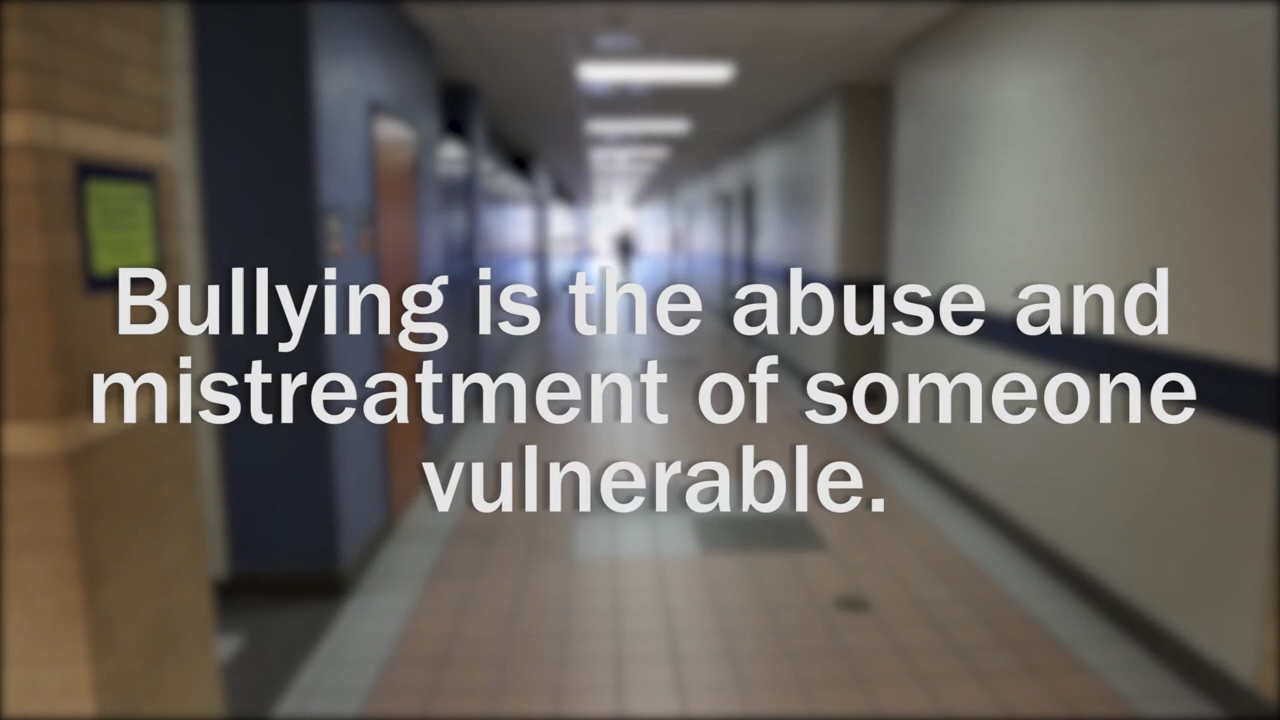 Bullying is the abuse and
mistreatment of someone
vulnerable.